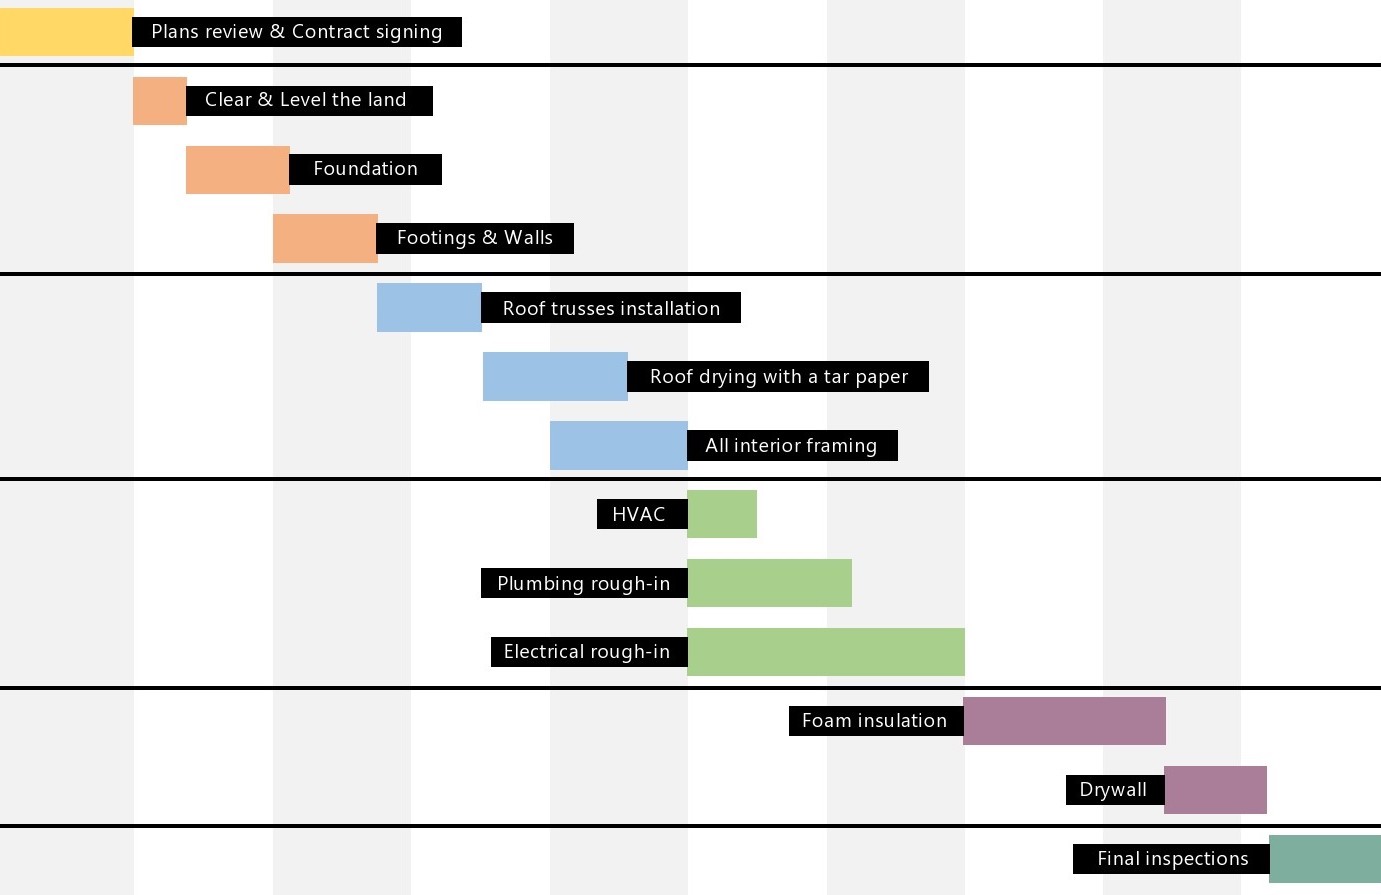 Plans review & Contract signing
Clear & Level the land
Foundation
Footings & Walls
Roof trusses installation
Roof drying with a tar paper
All interior framing
HVAC
Plumbing rough-in
Electrical rough-in
Foam insulation
Drywall
Final inspections